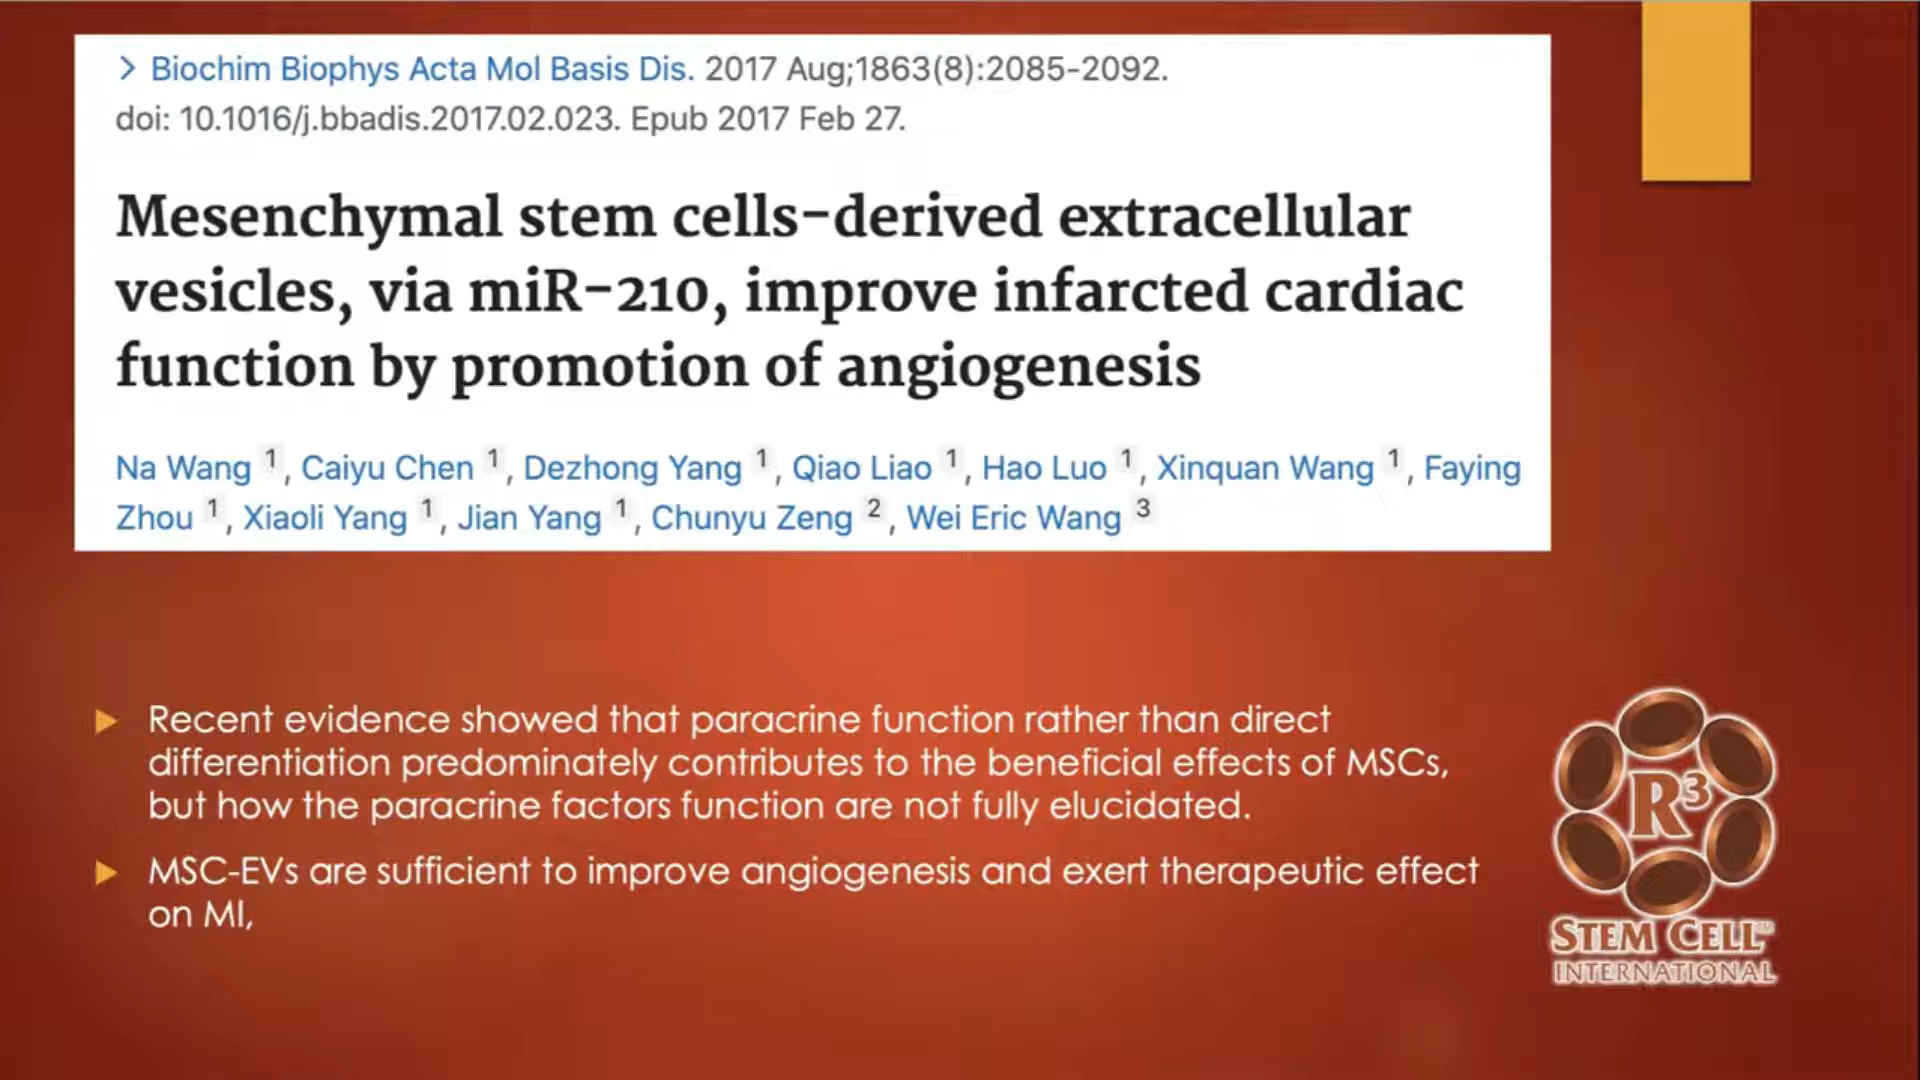 > Biochim Biophys Acta Mol Basis Dis. 2017 Aug;1863(8):2085-2092.
doi: 10.1016/j.bbadis.2017.02.023. Epub 2017 Feb 27.
Mesenchymal stem cells-derived extracellular
vesicles, via miR-210, improve infarcted cardiac
function by promotion of angiogenesis
Na Wang 1, Caiyu Chen 1, Dezhong Yang 1, Qiao Liao 1, Hao Luo 1, Xinquan Wang 1, Faying
Zhou 1, Xiaoli Yang 1, Jian Yang 1, Chunyu Zeng 2, Wei Eric Wang 3
Recent evidence showed that paracrine function rather than direct
differentiation predominately contributes to the beneficial effects of MSCs,
but how the paracrine factors function are not fully elucidated.
MSC-EVs are sufficient to improve angiogenesis and exert therapeutic effect
on MI,
R3
STEM CELL™
INTERNATIONAL